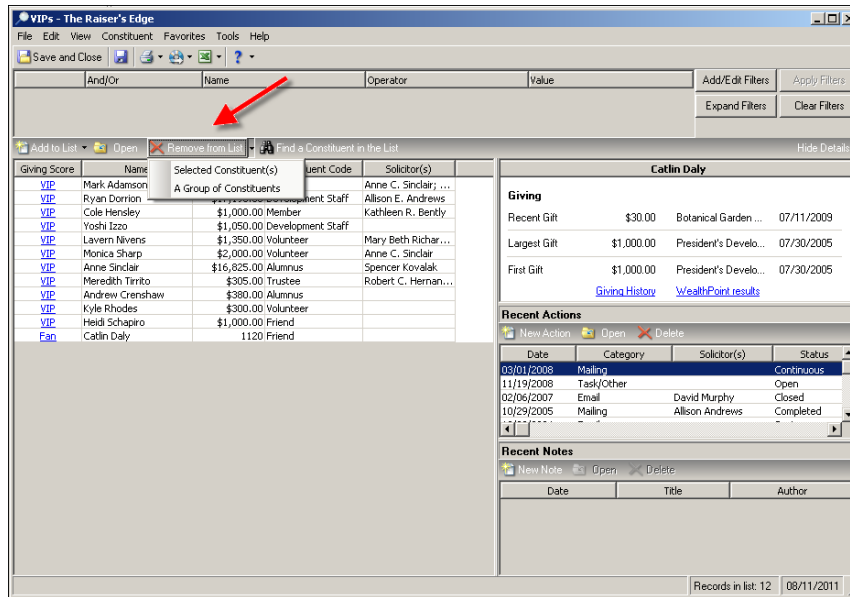 VIPs - The Raiser's Edge
File Edit View Constituent Favorites Tools Help
Save and Close
And/Or Name Operator Value
Add/Edit Filters Apply Filters
Expand Filters Clear Filters
Add to List Open Remove from List Find a Constituent in the List Hide Details
Selected Constituent(s)
A Group of Constituents
Giving Score Name uent Code Solicitor(s)
VIP Mark Adamson Anne C. Sinclair; ...
VIP Ryan Dorrion Development Staff Allison E. Andrews
VIP Cole Hensley $1,000.00 Member Kathleen R. Bently
VIP Yoshi Izzo $1,050.00 Development Staff
VIP Lavern Nivens $1,350.00 Volunteer Mary Beth Richar...
VIP Monica Sharp $2,000.00 Volunteer Anne C. Sinclair
VIP Anne Sinclair $16,825.00 Alumnus Spencer Kovalak
VIP Meredith Tirrito $305.00 Trustee Robert C. Hernan...
VIP Andrew Crenshaw $380.00 Alumnus
VIP Kyle Rhodes $300.00 Volunteer
VIP Heidi Schapiro $1,000.00 Friend
Fan Catlin Daly 1120 Friend
Catlin Daly
Giving
Recent Gift $30.00 Botanical Garden ... 07/11/2009
Largest Gift $1,000.00 President's Develo... 07/30/2005
First Gift $1,000.00 President's Develo... 07/30/2005
Giving History WealthPoint results
Recent Actions
New Action Open Delete
Date Category Solicitor(s) Status
03/01/2008 Mailing Continuous
11/19/2008 Task/Other Open
02/06/2007 Email David Murphy Closed
10/29/2005 Mailing Allison Andrews Completed
Recent Notes
New Note Open Delete
Date Title Author
Records in list: 12 08/11/2011